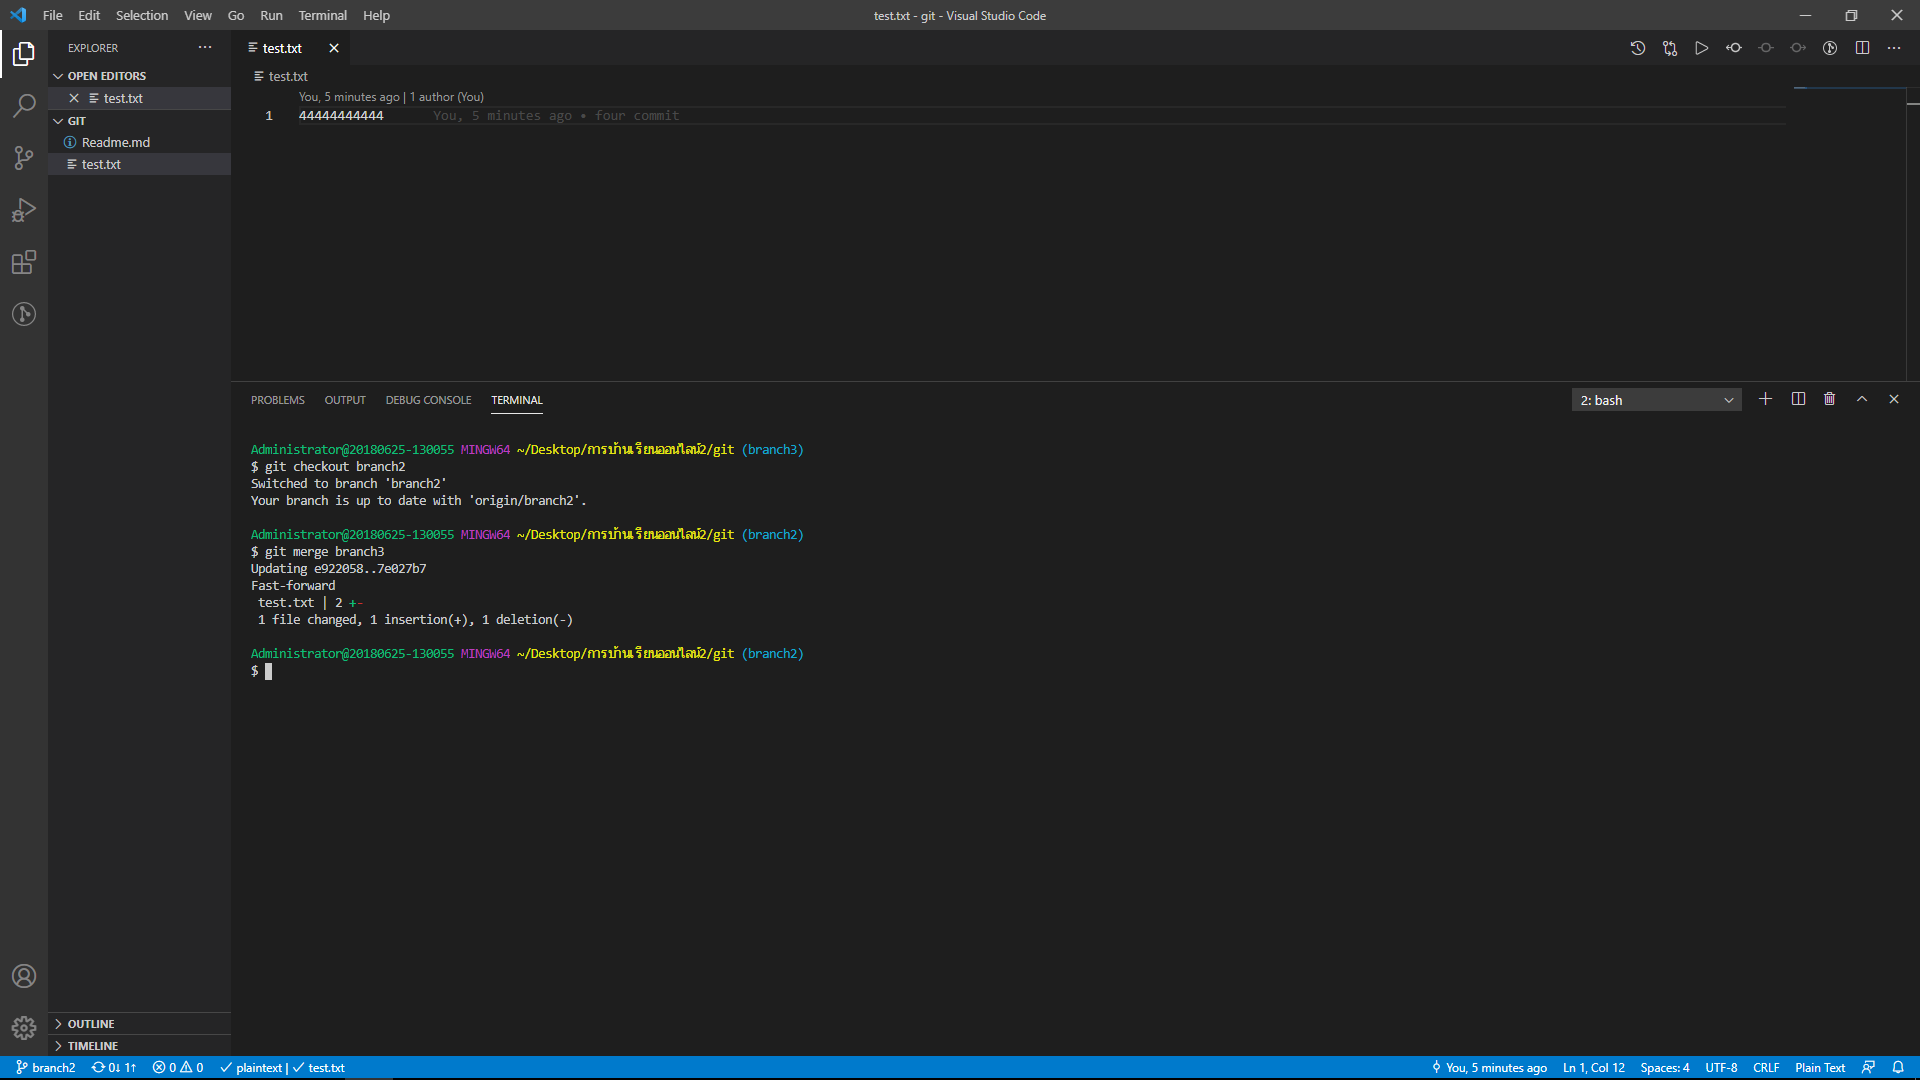 File Edit Selection View Go Run Terminal Help
test.txt - git - Visual Studio Code
EXPLORER
OPEN EDITORS
test.txt
GIT
Readme.md
test.txt
test.txt
test.txt
You, 5 minutes ago | 1 author (You)
1 44444444444 You, 5 minutes ago • four commit
PROBLEMS OUTPUT DEBUG CONSOLE TERMINAL
2: bash
Administrator@20180625-130055 MINGW64 ~/Desktop/การบ้านเรียนออนไลน์2/git (branch3)
$ git checkout branch2
Switched to branch 'branch2'
Your branch is up to date with 'origin/branch2'.
Administrator@20180625-130055 MINGW64 ~/Desktop/การบ้านเรียนออนไลน์2/git (branch2)
$ git merge branch3
Updating e922058..7e027b7
Fast-forward
test.txt | 2 +-
1 file changed, 1 insertion(+), 1 deletion(-)
Administrator@20180625-130055 MINGW64 ~/Desktop/การบ้านเรียนออนไลน์2/git (branch2)
$
OUTLINE
TIMELINE
branch2 0↓ 1↑ 0 0 plaintext | test.txt
You, 5 minutes ago Ln 1, Col 12 Spaces: 4 UTF-8 CRLF Plain Text